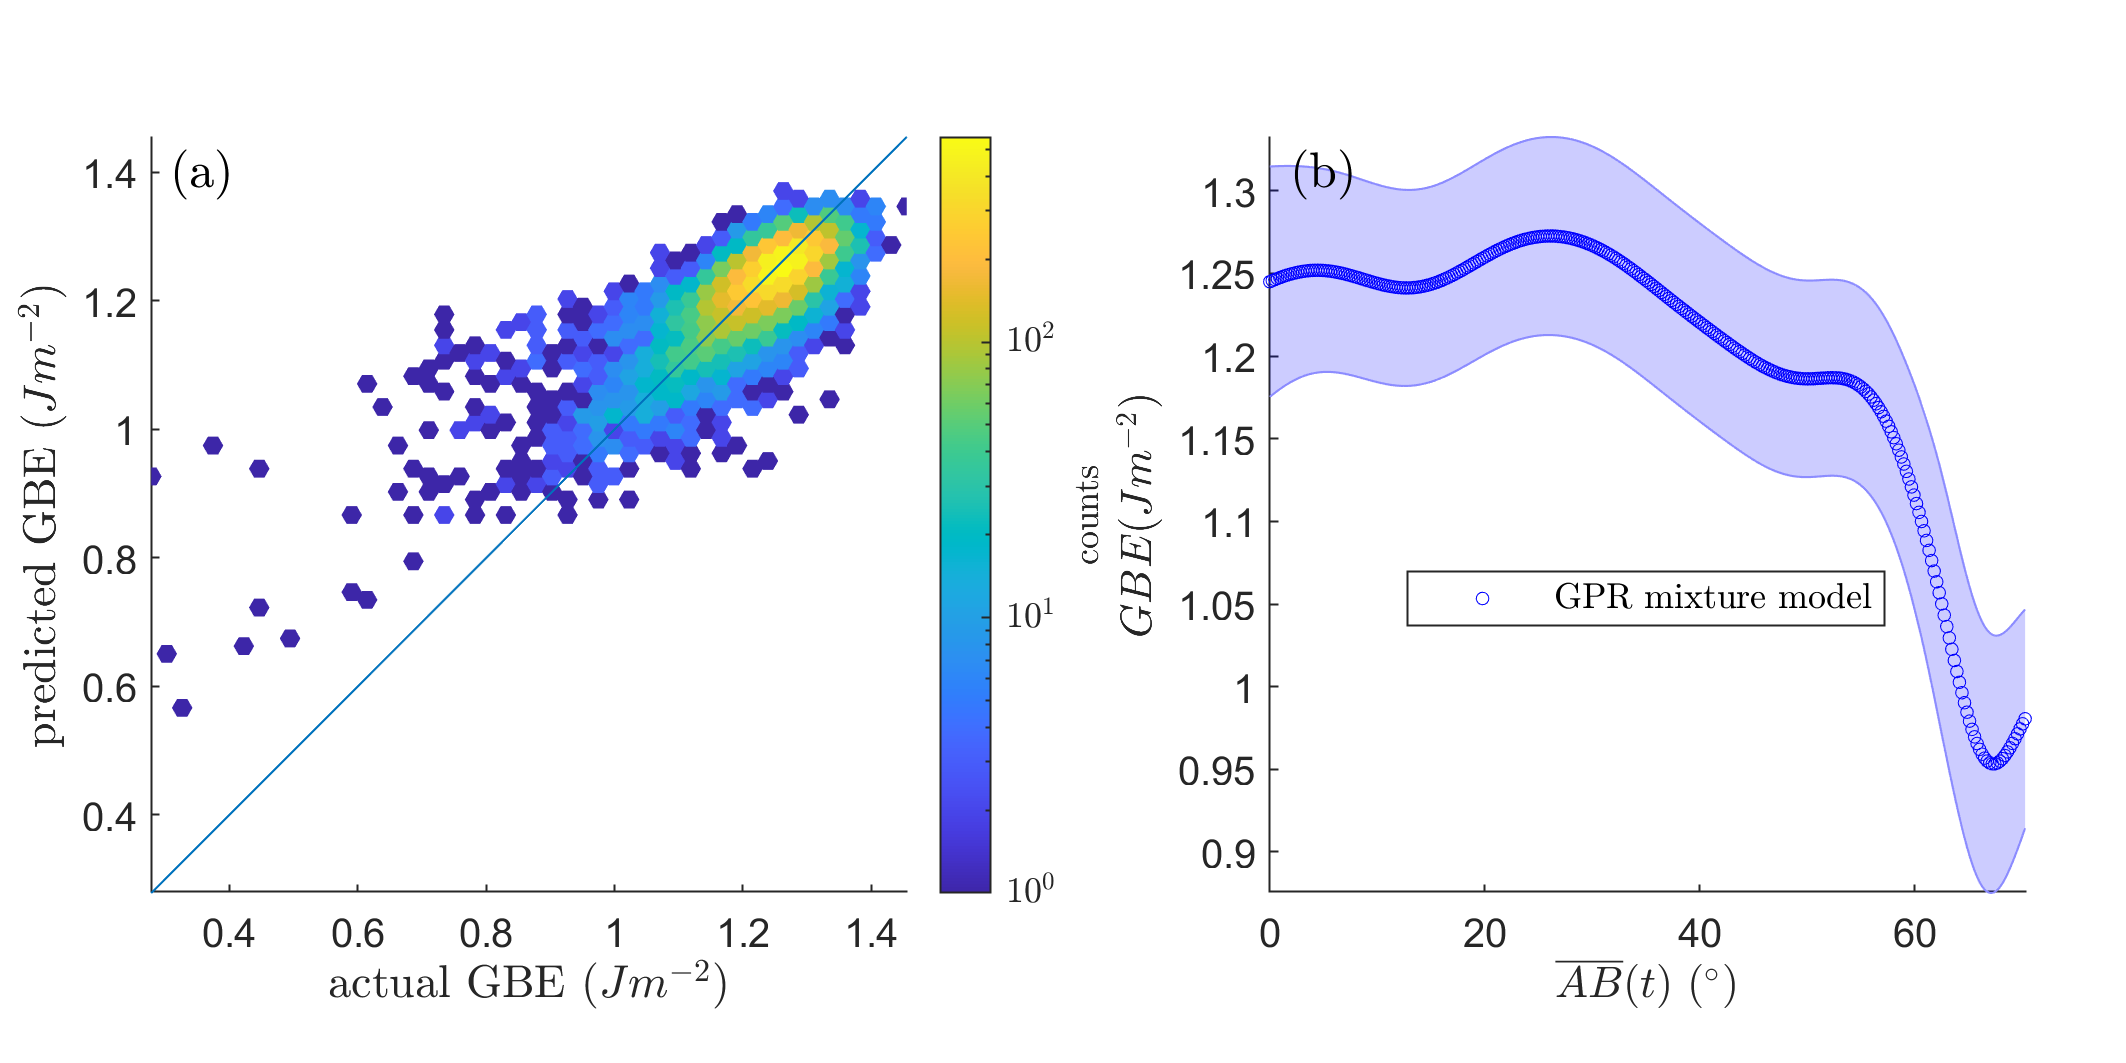 (a)
1.4
1.2
1
0.8
0.6
0.4
predicted GBE (Jm⁻²)
0.4 0.6 0.8 1 1.2 1.4
actual GBE (Jm⁻²)
10²
10¹
10⁰
counts
(b)
1.3
1.25
1.2
1.15
1.1
1.05
1
0.95
0.9
GBE(Jm⁻²)
GPR mixture model
0 20 40 60
A̅B̅(t) (°)